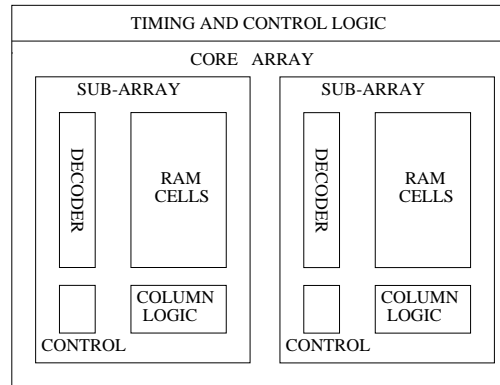 TIMING AND CONTROL LOGIC
CORE ARRAY
SUB-ARRAY
DECODER
RAM
CELLS
COLUMN
LOGIC
CONTROL
SUB-ARRAY
DECODER
RAM
CELLS
COLUMN
LOGIC
CONTROL